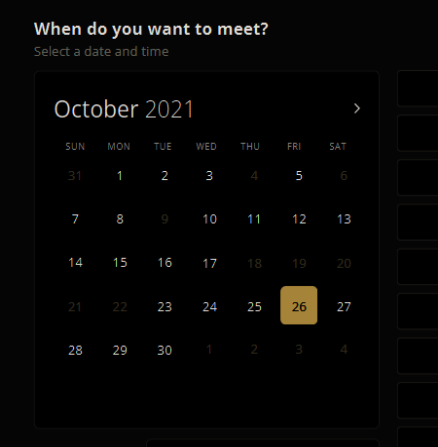 When do you want to meet?
Select a date and time
October 2021
SUN MON TUE WED THU FRI SAT
31 1 2 3 4 5 6
7 8 9 10 11 12 13
14 15 16 17 18 19 20
21 22 23 24 25 26 27
28 29 30 1 2 3 4